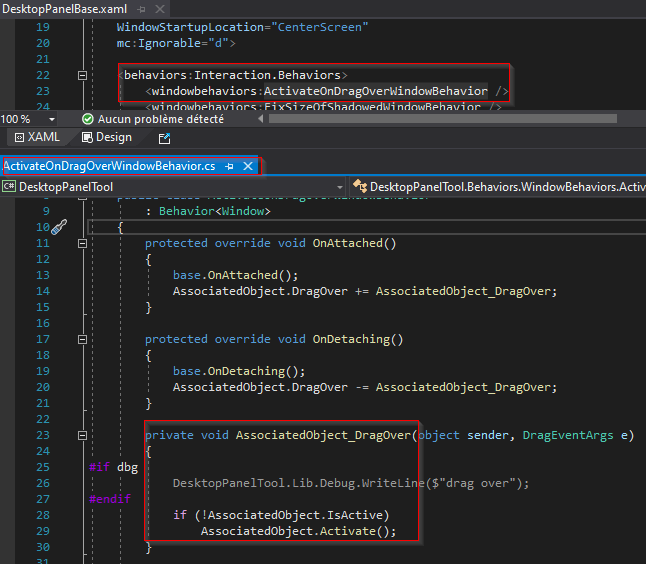 DesktopPanelBase.xaml
19 WindowStartupLocation="CenterScreen"
20 mc:Ignorable="d">
21
22 <behaviors:Interaction.Behaviors>
23 <windowbehaviors:ActivateOnDragOverWindowBehavior />
24 <windowbehaviors:FixSizeOfShadowedWindowBehavior />
100 % Aucun problème détecté
XAML Design
ActivateOnDragOverWindowBehavior.cs
C# DesktopPanelTool DesktopPanelTool.Behaviors.WindowBehaviors.Activ
9 : Behavior<Window>
10 {
11 protected override void OnAttached()
12 {
13 base.OnAttached();
14 AssociatedObject.DragOver += AssociatedObject_DragOver;
15 }
16
17 protected override void OnDetaching()
18 {
19 base.OnDetaching();
20 AssociatedObject.DragOver -= AssociatedObject_DragOver;
21 }
22
23 private void AssociatedObject_DragOver(object sender, DragEventArgs e)
24 {
25 #if dbg
26 DesktopPanelTool.Lib.Debug.WriteLine($"drag over");
27 #endif
28 if (!AssociatedObject.IsActive)
29 AssociatedObject.Activate();
30 }
31